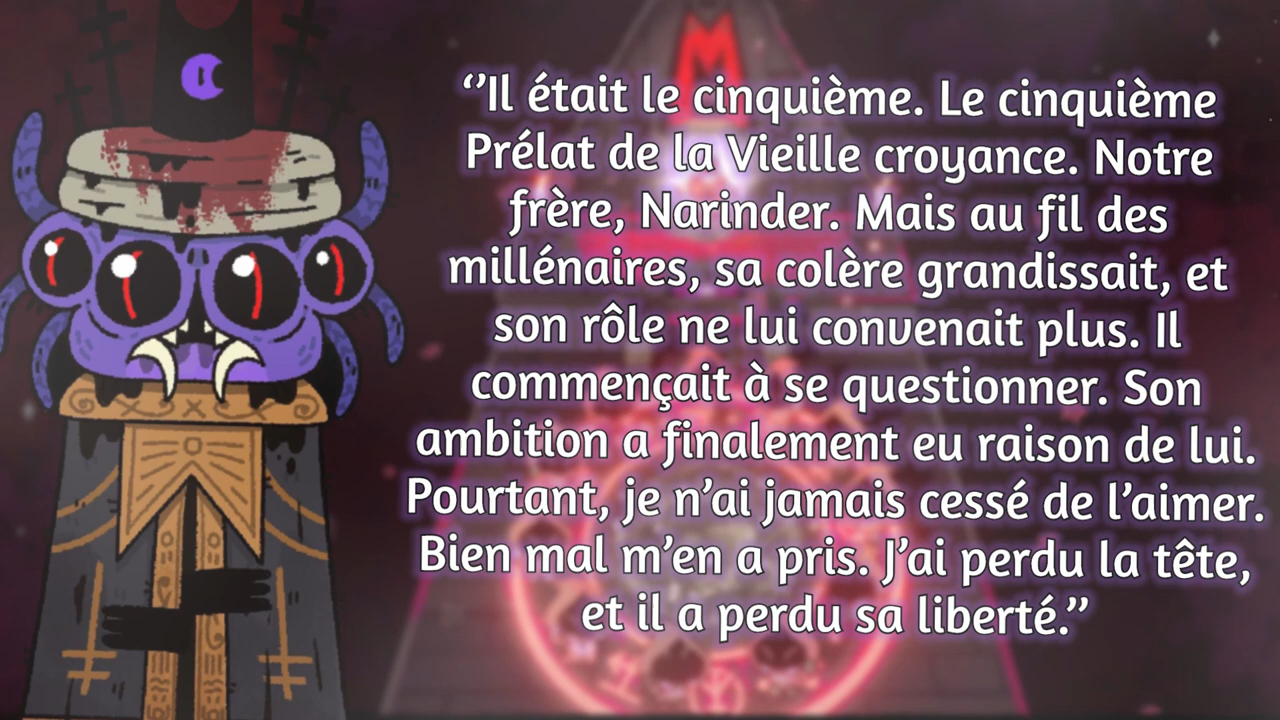 ‘’Il était le cinquième. Le cinquième
Prélat de la Vieille croyance. Notre
frère, Narinder. Mais au fil des
millénaires, sa colère grandissait, et
son rôle ne lui convenait plus. Il
commençait à se questionner. Son
ambition a finalement eu raison de lui.
Pourtant, je n’ai jamais cessé de l’aimer.
Bien mal m’en a pris. J’ai perdu la tête,
et il a perdu sa liberté.’’